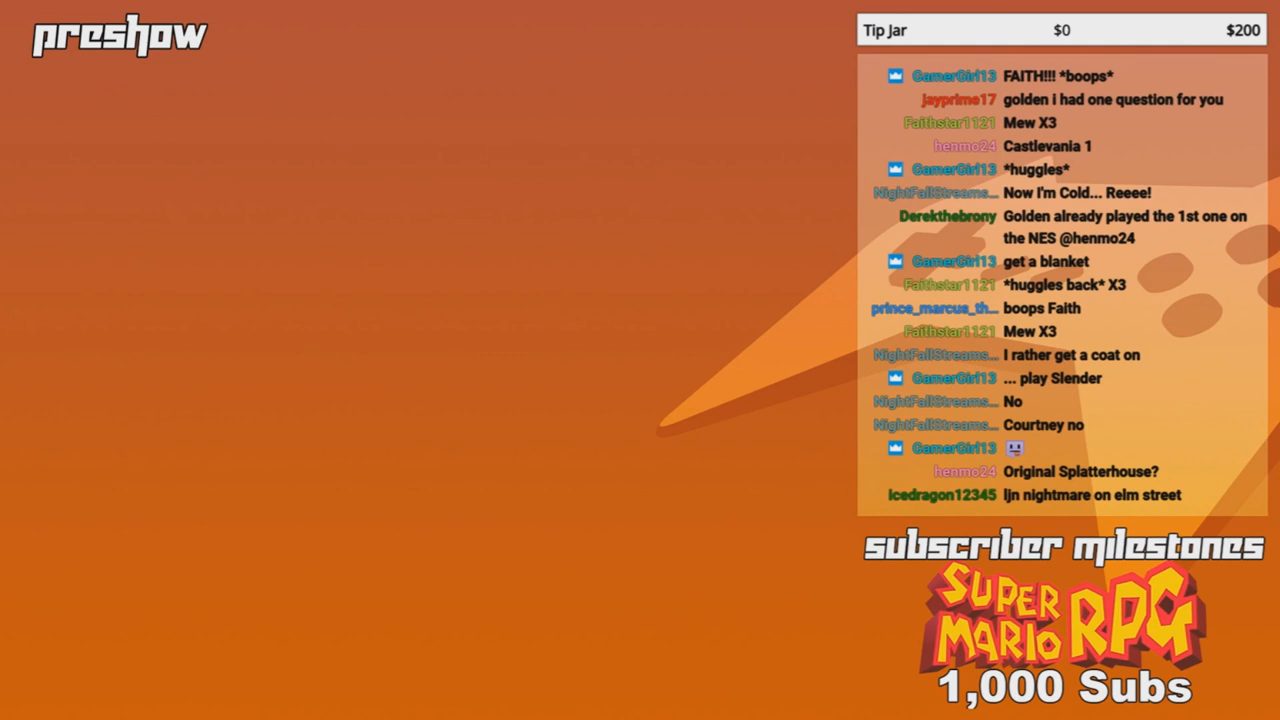 preshow
Tip Jar $0 $200
GamerGirl13 FAITH!!! *boops*
jayprime17 golden i had one question for you
Faithstar1121 Mew X3
henmo24 Castlevania 1
GamerGirl13 *huggles*
NightFallStreams... Now I'm Cold... Reeee!
Derekthebrony Golden already played the 1st one on
the NES @henmo24
GamerGirl13 get a blanket
Faithstar1121 *huggles back* X3
prince_marcus_th... boops Faith
Faithstar1121 Mew X3
NightFallStreams... I rather get a coat on
GamerGirl13 ... play Slender
NightFallStreams... No
NightFallStreams... Courtney no
GamerGirl13
henmo24 Original Splatterhouse?
Icedragon12345 ljn nightmare on elm street
subscriber milestones
SUPER
MARIO RPG
1,000 Subs